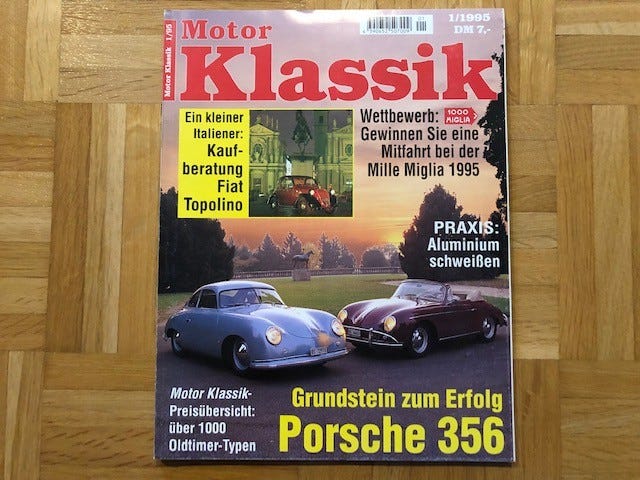 Motor Klassik 1/95
Motor
Klassik
1/1995
DM 7,-
01
Ein kleiner
Italiener:
Kauf-
beratung
Fiat
Topolino
Wettbewerb: 1000 MIGLIA
Gewinnen Sie eine
Mitfahrt bei der
Mille Miglia 1995
PRAXIS:
Aluminium
schweißen
Motor Klassik-
Preisübersicht:
über 1000
Oldtimer-Typen
Grundstein zum Erfolg
Porsche 356